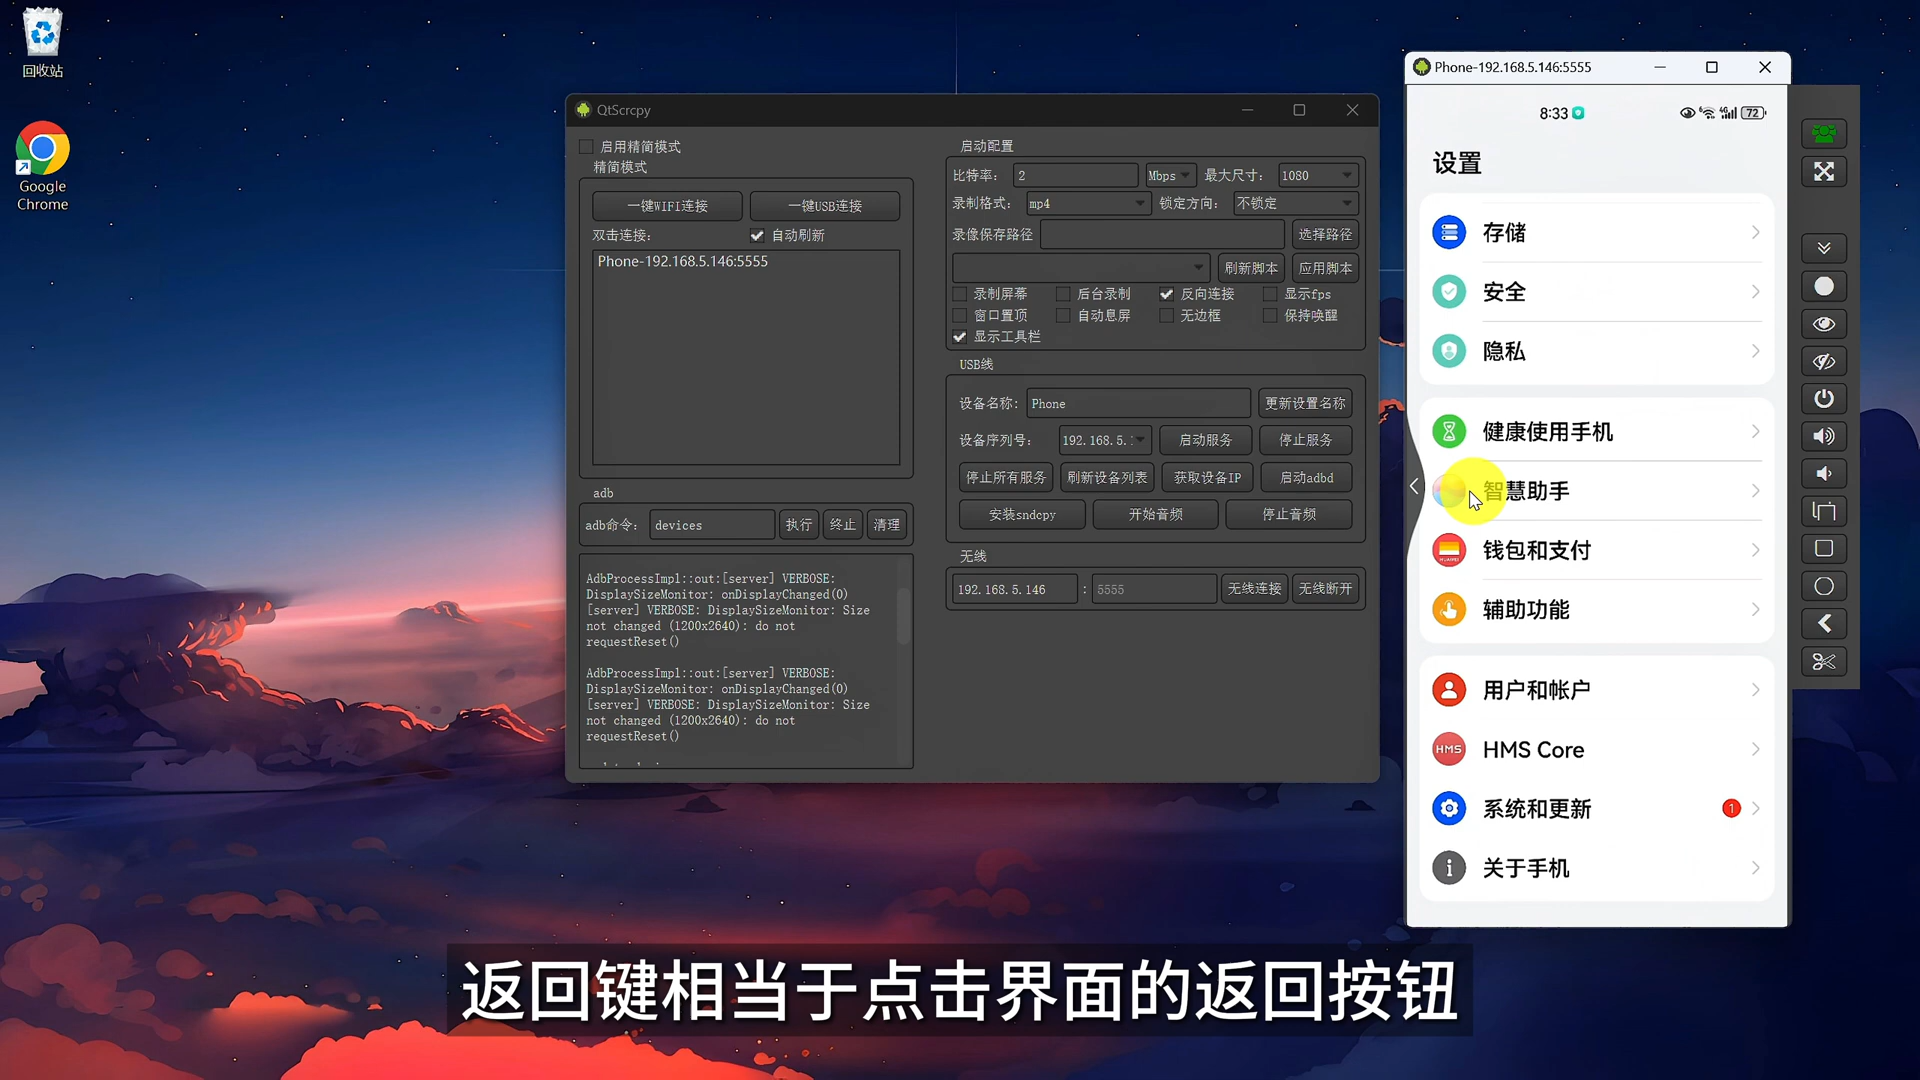 回收站
Google
Chrome
QtScrcpy
启用精简模式
精简模式
一键WIFI连接
一键USB连接
双击连接:
自动刷新
Phone-192.168.5.146:5555
adb
adb命令:
devices
执行
终止
清理
AdbProcessImpl::out:[server] VERBOSE:
DisplaySizeMonitor: onDisplayChanged(0)
[server] VERBOSE: DisplaySizeMonitor: Size
not changed (1200x2640): do not
requestReset()
AdbProcessImpl::out:[server] VERBOSE:
DisplaySizeMonitor: onDisplayChanged(0)
[server] VERBOSE: DisplaySizeMonitor: Size
not changed (1200x2640): do not
requestReset()
启动配置
比特率:
2
Mbps
最大尺寸:
1080
录制格式:
mp4
锁定方向:
不锁定
录像保存路径
选择路径
刷新脚本
应用脚本
录制屏幕
后台录制
反向连接
显示fps
窗口置顶
自动息屏
无边框
保持唤醒
显示工具栏
USB线
设备名称:
Phone
更新设置名称
设备序列号:
192.168.5.
启动服务
停止服务
停止所有服务
刷新设备列表
获取设备IP
启动adbd
安装sndcpy
开始音频
停止音频
无线
192.168.5.146
:
5555
无线连接
无线断开
Phone-192.168.5.146:5555
8:33
72
设置
存储
安全
隐私
健康使用手机
智慧助手
钱包和支付
辅助功能
用户和帐户
HMS
HMS Core
系统和更新
1
关于手机
返回键相当于点击界面的返回按钮